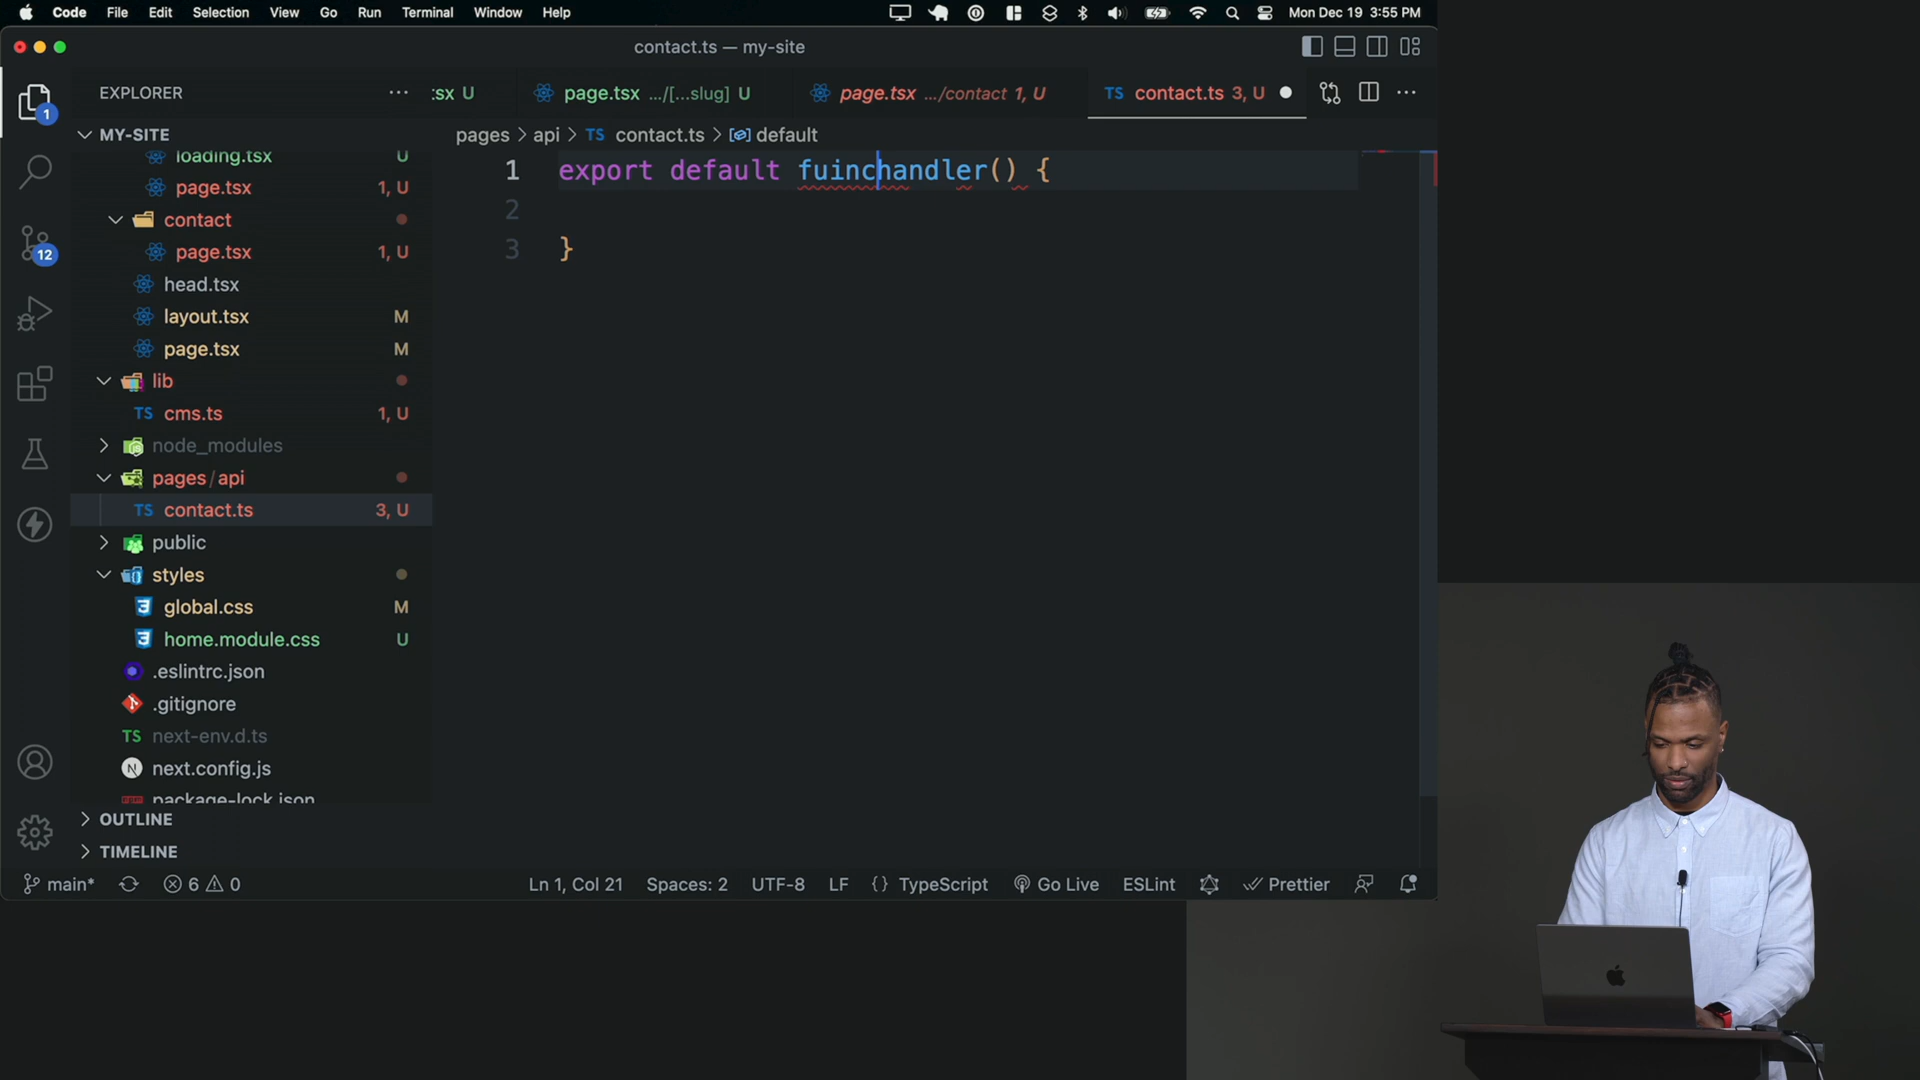 Code File Edit Selection View Go Run Terminal Window Help Mon Dec 19 3:55 PM
contact.ts — my-site
EXPLORER ···
.sx U page.tsx .../[...slug] U page.tsx .../contact 1, U TS contact.ts 3, U
1
MY-SITE
pages > api > TS contact.ts > default
loading.tsx U
page.tsx 1, U
contact
page.tsx 1, U
12
head.tsx
layout.tsx M
page.tsx M
lib
TS cms.ts 1, U
node_modules
pages / api
TS contact.ts 3, U
public
styles
global.css M
home.module.css U
.eslintrc.json
.gitignore
TS next-env.d.ts
N next.config.js
package-lock.json
OUTLINE
TIMELINE
1 export default fuinchandler() {
2
3 }
main* 6 0 Ln 1, Col 21 Spaces: 2 UTF-8 LF {} TypeScript Go Live ESLint Prettier